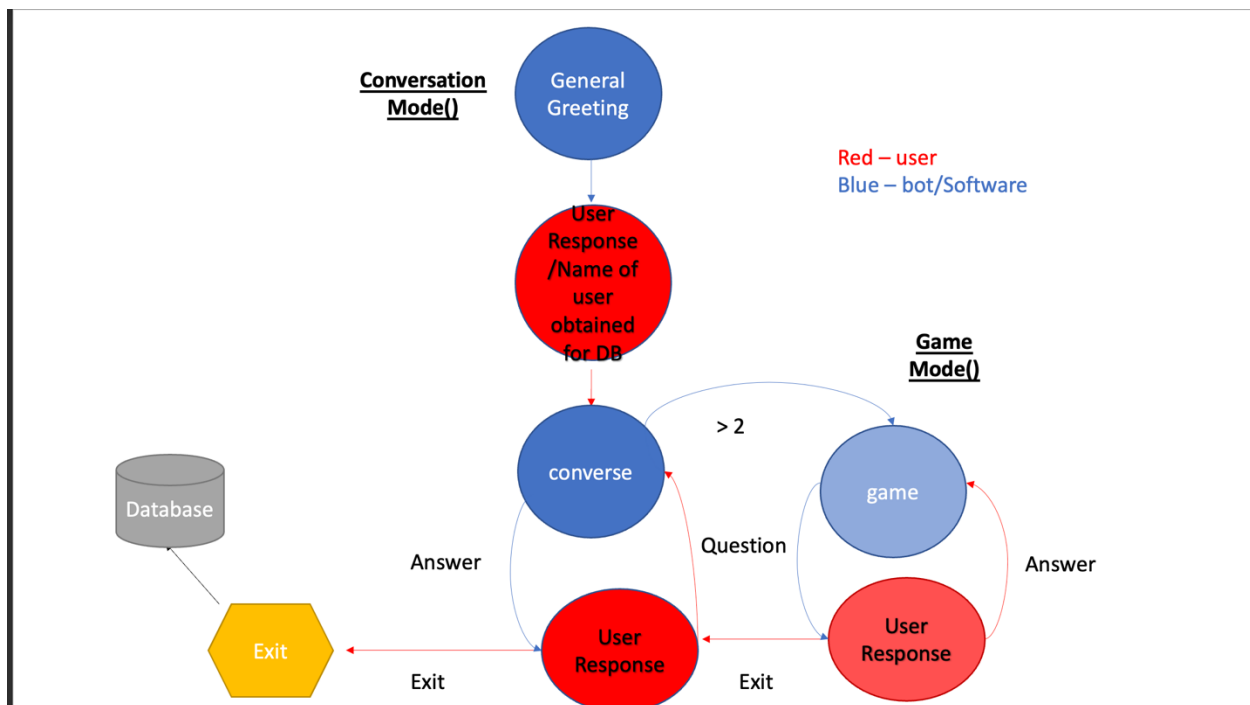 Conversation
Mode()
General
Greeting
Red – user
Blue – bot/Software
User
Response
/Name of
user
obtained
for DB
Game
Mode()
> 2
converse
game
Database
Answer
Question
Answer
Exit
User
Response
User
Response
Exit
Exit